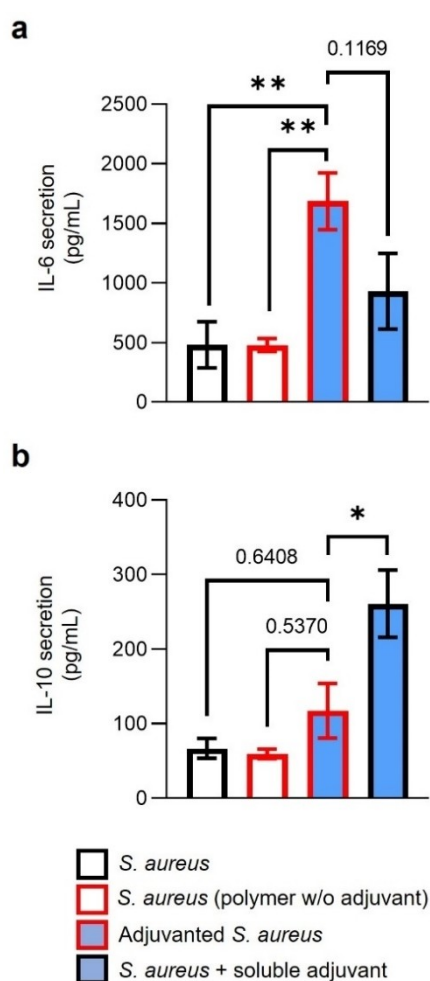 a
0.1169
**
**
2500
2000
1500
1000
500
0
IL-6 secretion
(pg/mL)
b
*
0.6408
0.5370
400
300
200
100
0
IL-10 secretion
(pg/mL)
S. aureus
S. aureus (polymer w/o adjuvant)
Adjuvanted S. aureus
S. aureus + soluble adjuvant